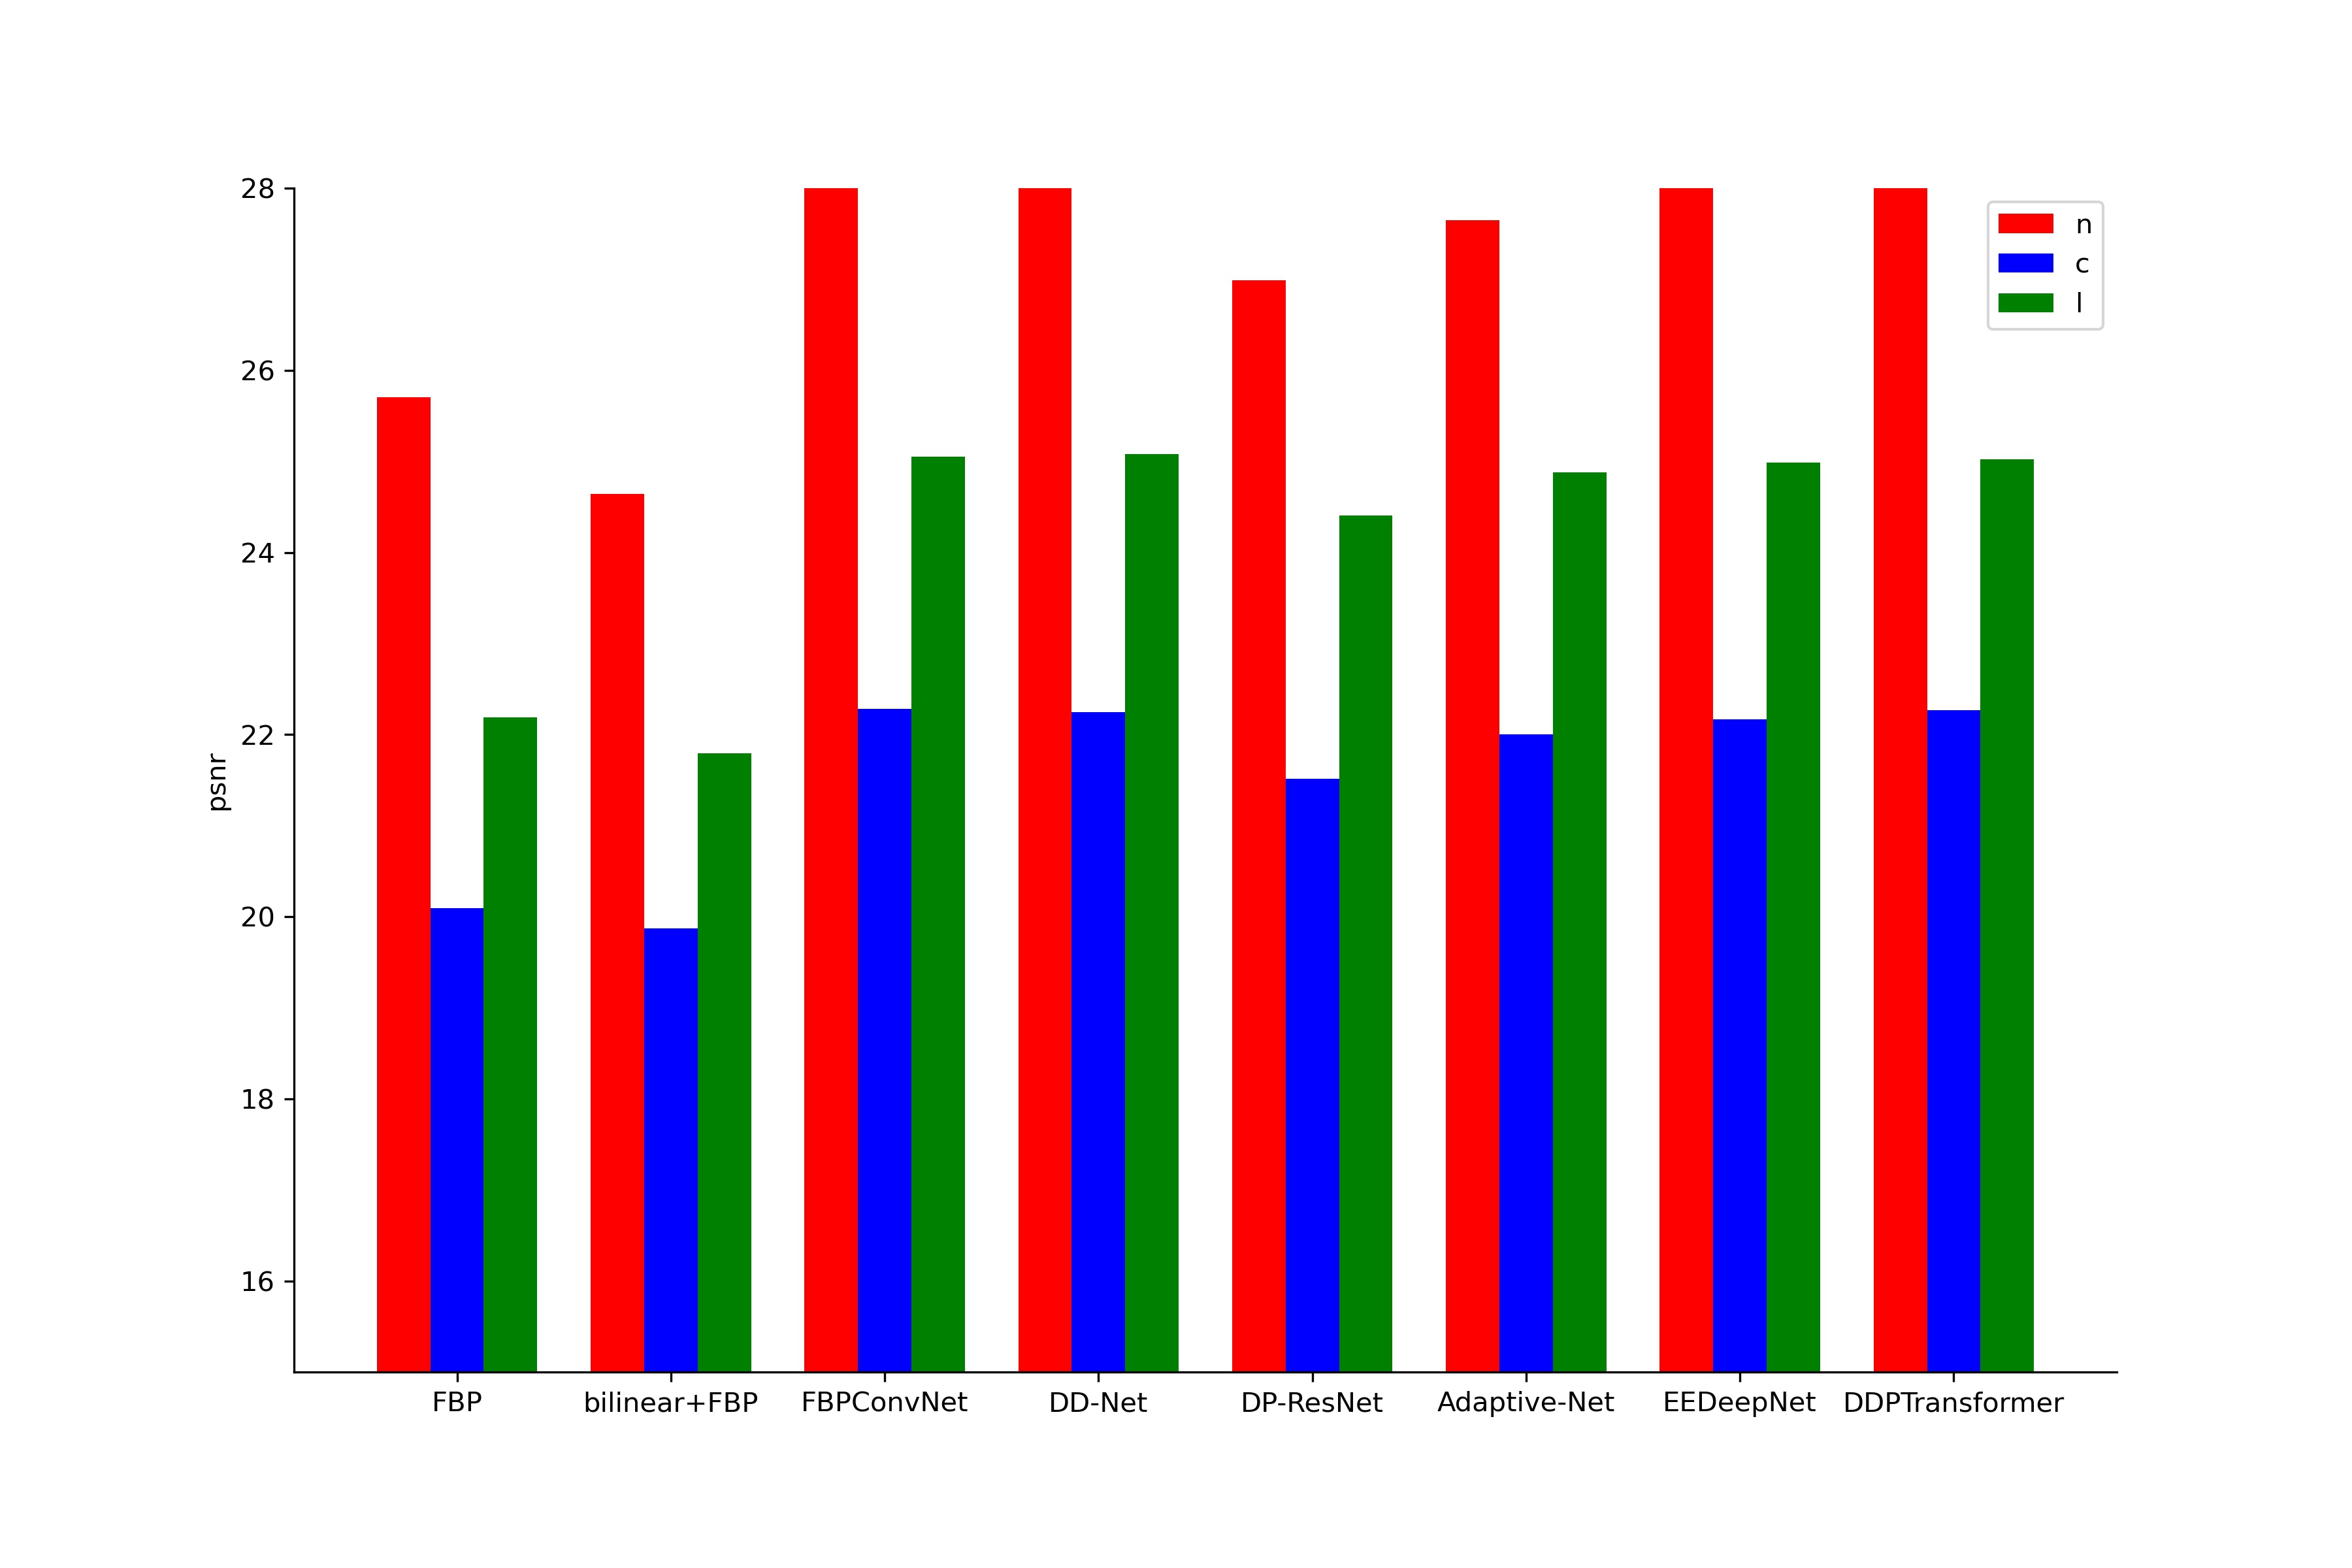 28
26
24
22
20
18
16
psnr
n
c
l
FBP bilinear+FBP FBPConvNet DD-Net DP-ResNet Adaptive-Net EEDeepNet DDPTransformer